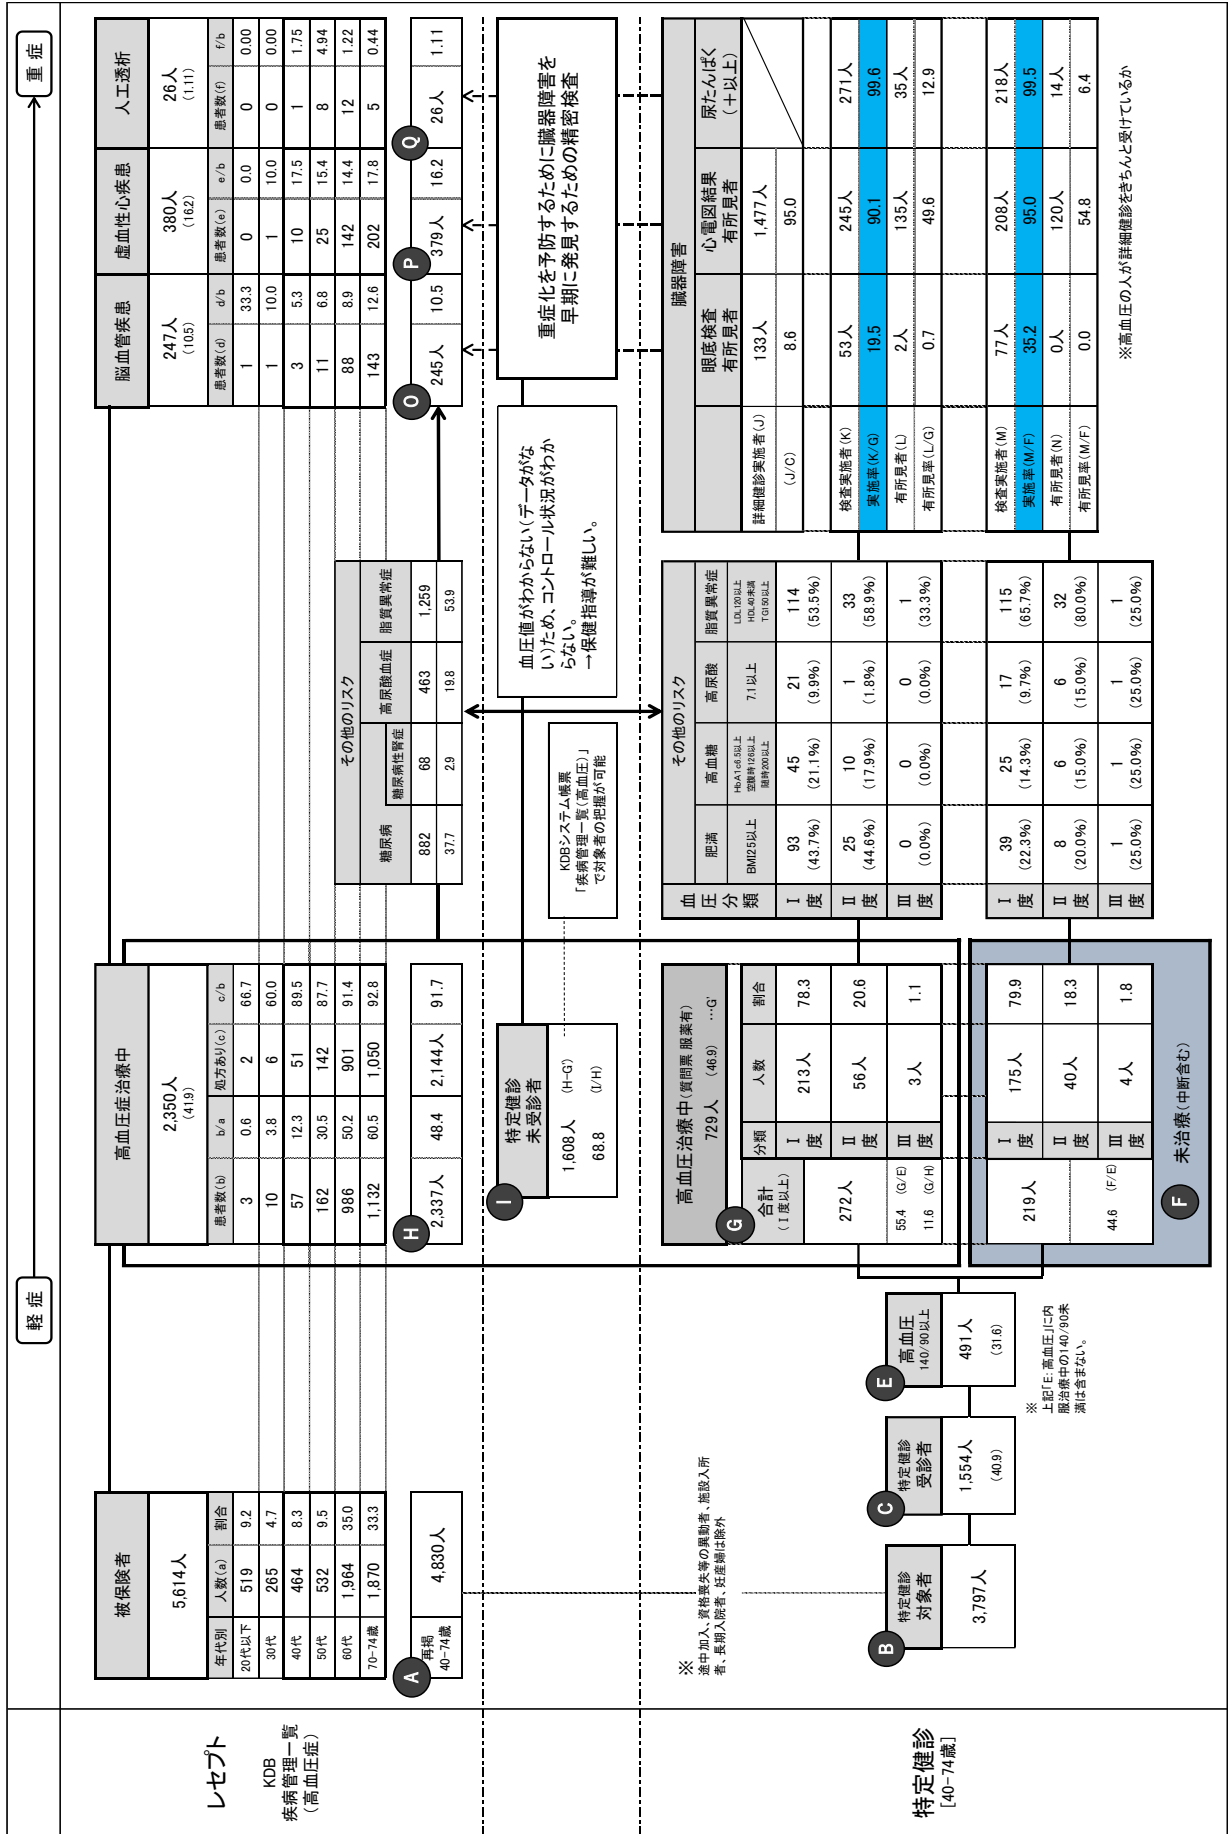 軽症
重症
レセプト
KDB
疾病管理一覧
（高血圧症）
被保険者
5,614人
年代別 人数(a) 割合
20代以下 519 9.2
30代 265 4.7
40代 464 8.3
50代 532 9.5
60代 1,964 35.0
70-74歳 1,870 33.3
A
再掲
40-74歳
4,830人
高血圧症治療中
2,350人
(41.9)
患者数(b) b/a 処方あり(c) c/b
3 0.6 2 66.7
10 3.8 6 60.0
57 12.3 51 89.5
162 30.5 142 87.7
986 50.2 901 91.4
1,132 60.5 1,050 92.8
H
2,337人 48.4 2,144人 91.7
その他のリスク
糖尿病 糖尿病性腎症 高尿酸血症 脂質異常症
882 68 463 1,259
37.7 2.9 19.8 53.9
脳血管疾患 虚血性心疾患 人工透析
247人 380人 26人
(10.5) (16.2) (1.11)
患者数(d) d/b 患者数(e) e/b 患者数(f) f/b
1 33.3 0 0.0 0 0.00
1 10.0 1 10.0 0 0.00
3 5.3 10 17.5 1 1.75
11 6.8 25 15.4 8 4.94
88 8.9 142 14.4 12 1.22
143 12.6 202 17.8 5 0.44
O P Q
245人 10.5 379人 16.2 26人 1.11
I
特定健診
未受診者
1,608人 (H-G')
68.8 (I/H)
KDBシステム帳票
「疾病管理一覧(高血圧)」
で対象者の把握が可能
血圧値がわからない(データがな
い)ため、コントロール状況がわか
らない。
→保健指導が難しい。
重症化を予防するために臓器障害を
早期に発見するための精密検査
特定健診
[40-74歳]
※
途中加入、資格喪失等の異動者、施設入所
者、長期入院者、妊産婦は除外
B
特定健診
対象者
3,797人
C
特定健診
受診者
1,554人
(40.9)
E
高血圧
140/90以上
491人
(31.6)
※
上記「E:高血圧」に内
服治療中の140/90未
満は含まない。
高血圧治療中(質問票 服薬有)
729人 (46.9) …G'
G
合計
(Ⅰ度以上)
分類 人数 割合
272人
55.4 (G/E)
11.6 (G/H)
Ⅰ度 213人 78.3
Ⅱ度 56人 20.6
Ⅲ度 3人 1.1
219人
44.6 (F/E)
Ⅰ度 175人 79.9
Ⅱ度 40人 18.3
Ⅲ度 4人 1.8
F
未治療(中断含む)
血圧分類
その他のリスク
肥満 高血糖 高尿酸 脂質異常症
BMI25以上
HbA1c6.5以上
空腹時126以上
随時200以上
7.1以上
LDL120以上
HDL40未満
TG150以上
Ⅰ度 93 45 21 114
(43.7%) (21.1%) (9.9%) (53.5%)
Ⅱ度 25 10 1 33
(44.6%) (17.9%) (1.8%) (58.9%)
Ⅲ度 0 0 0 1
(0.0%) (0.0%) (0.0%) (33.3%)
Ⅰ度 39 25 17 115
(22.3%) (14.3%) (9.7%) (65.7%)
Ⅱ度 8 6 6 32
(20.0%) (15.0%) (15.0%) (80.0%)
Ⅲ度 1 1 1 1
(25.0%) (25.0%) (25.0%) (25.0%)
臓器障害
眼底検査
有所見者
心電図結果
有所見者
尿たんぱく
(＋以上)
詳細健診実施者(J) 133人 1,477人
(J/C) 8.6 95.0
検査実施者(K) 53人 245人 271人
実施率(K/G) 19.5 90.1 99.6
有所見者(L) 2人 135人 35人
有所見率(L/G) 0.7 49.6 12.9
検査実施者(M) 77人 208人 218人
実施率(M/F) 35.2 95.0 99.5
有所見者(N) 0人 120人 14人
有所見率(M/F) 0.0 54.8 6.4
※高血圧の人が詳細健診をきちんと受けているか